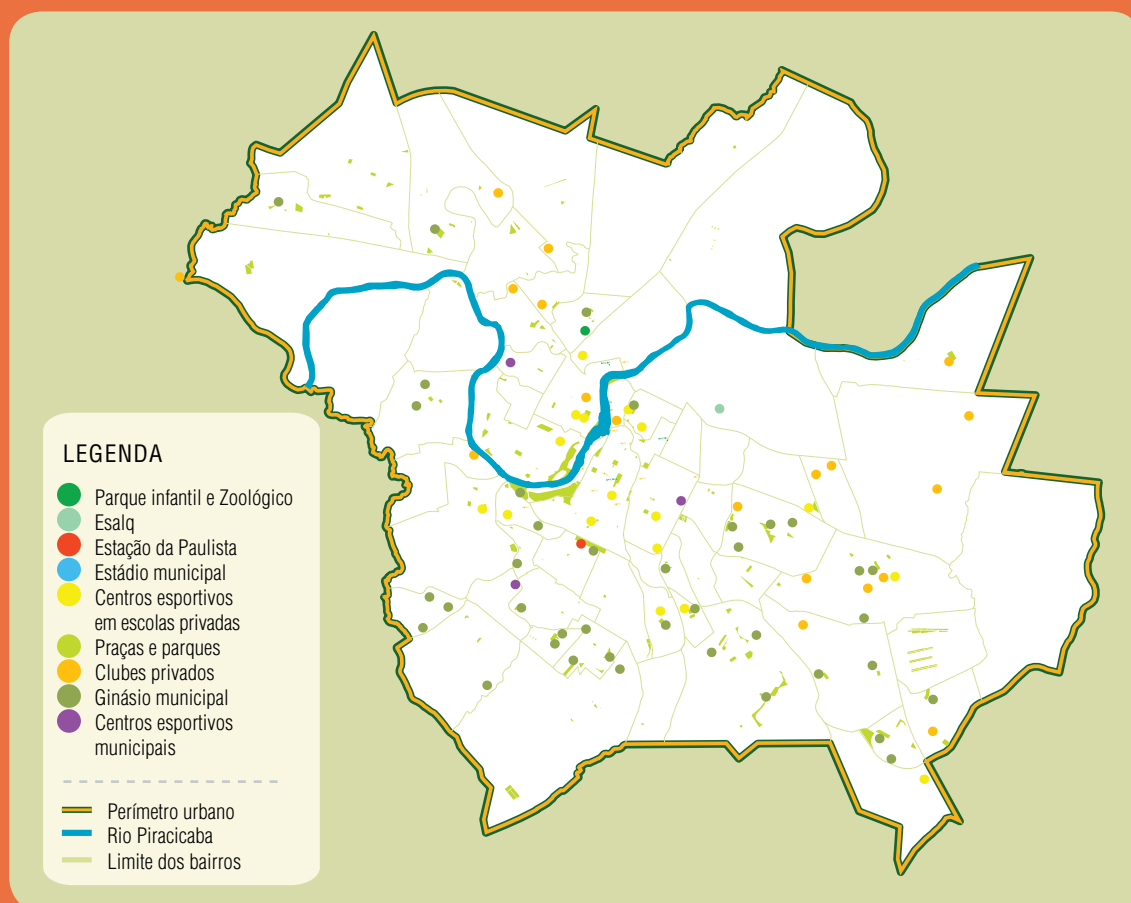 LEGENDA
Parque infantil e Zoológico
Esalq
Estação da Paulista
Estádio municipal
Centros esportivos
em escolas privadas
Praças e parques
Clubes privados
Ginásio municipal
Centros esportivos
municipais
Perímetro urbano
Rio Piracicaba
Limite dos bairros